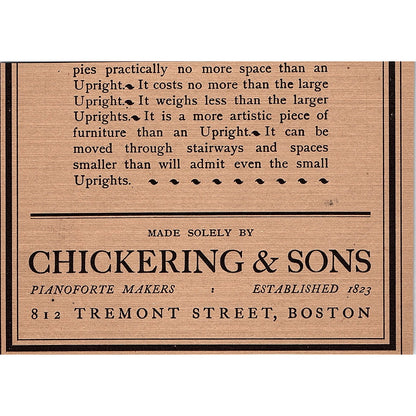 pies practically no more space than an
Upright. It costs no more than the large
Upright. It weighs less than the larger
Uprights. It is a more artistic piece of
furniture than an Upright. It can be
moved through stairways and spaces
smaller than will admit even the small
Uprights.
MADE SOLELY BY
CHICKERING & SONS
PIANOFORTE MAKERS : ESTABLISHED 1823
812 TREMONT STREET, BOSTON